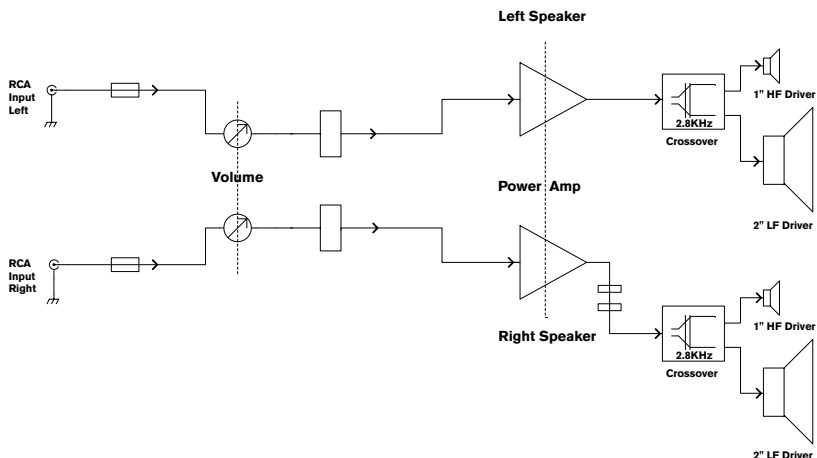 Left Speaker
RCA
Input
Left
1" HF Driver
2.8KHz
Crossover
Volume
Power Amp
2" LF Driver
RCA
Input
Right
1" HF Driver
Right Speaker
2.8KHz
Crossover
2" LF Driver